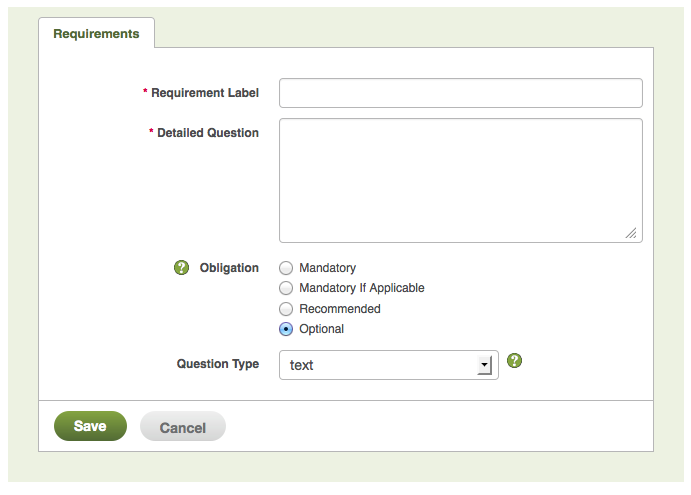 Requirements
* Requirement Label
* Detailed Question
? Obligation
Mandatory
Mandatory If Applicable
Recommended
Optional
Question Type text ?
Save Cancel